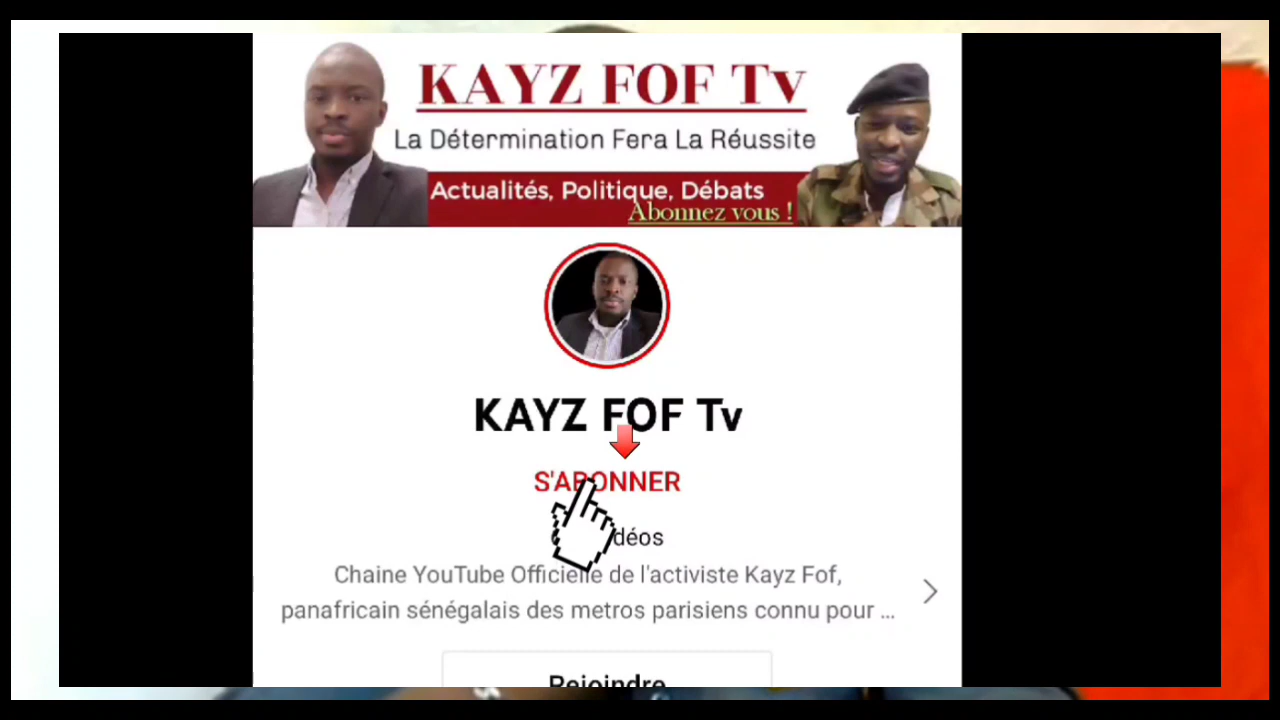 KAYZ FOF Tv
La Détermination Fera La Réussite
Actualités, Politique, Débats
Abonnez vous !
KAYZ FOF Tv
S'ABONNER
déos
Chaine YouTube Officielle de l'activiste Kayz Fof,
panafricain sénégalais des metros parisiens connu pour ...
Rejoindre